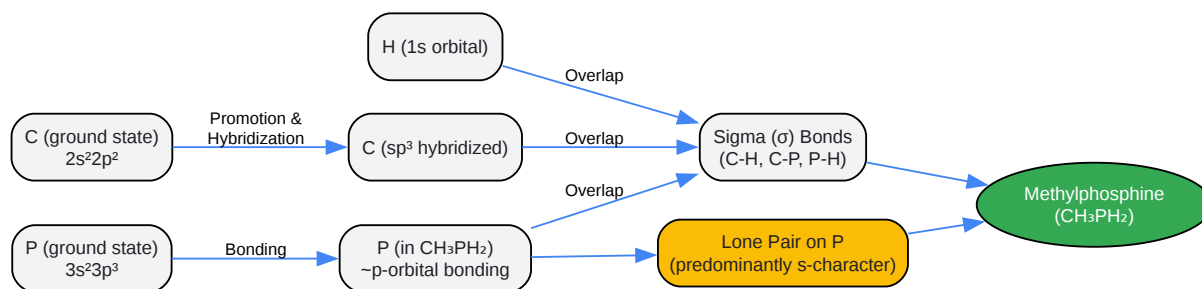 H (1s orbital)
Overlap
Promotion &
Hybridization
C (ground state)
2s²2p²
C (sp³ hybridized)
Overlap
Sigma (σ) Bonds
(C-H, C-P, P-H)
Overlap
Methylphosphine
(CH₃PH₂)
P (ground state)
3s²3p³
Bonding
P (in CH₃PH₂)
~p-orbital bonding
Lone Pair on P
(predominantly s-character)